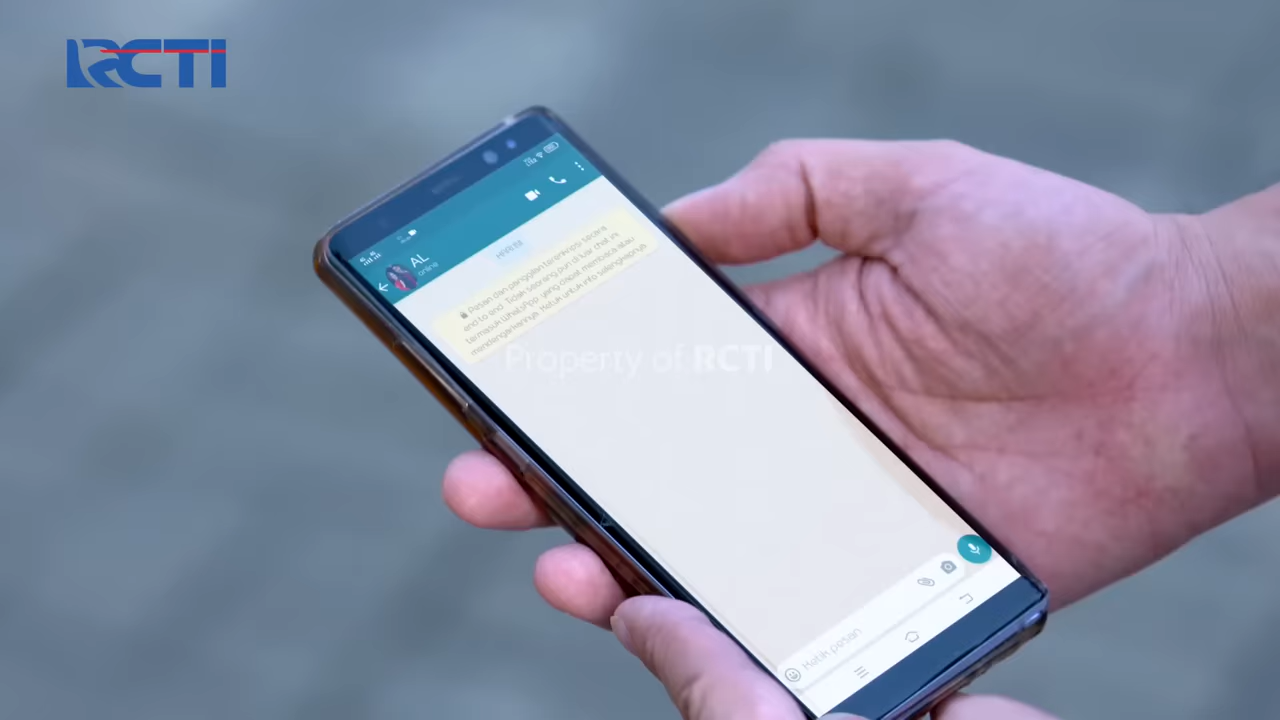 RCTI
AL
online
HARI INI
Pesan dan panggilan terenkripsi secara
end to end. Tidak seorang pun di luar chat ini,
termasuk WhatsApp, yang dapat membaca atau
mendengarkannya. Ketuk untuk info selengkapnya
Property of RCTI
Ketik pesan